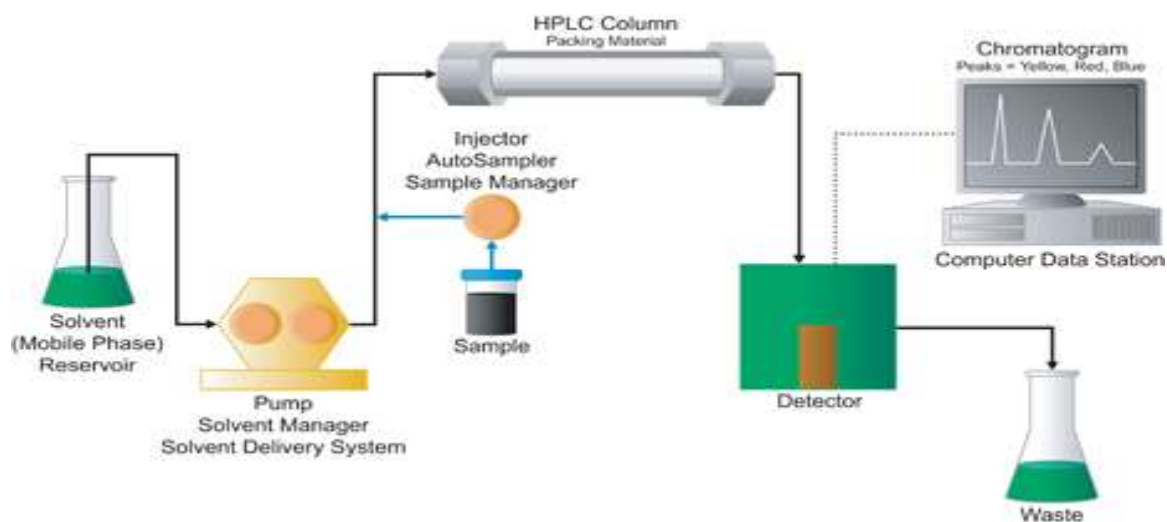 HPLC Column
Packing Material
Chromatogram
Peaks = Yellow, Red, Blue
Injector
AutoSampler
Sample Manager
Computer Data Station
Solvent
(Mobile Phase)
Reservoir
Sample
Detector
Pump
Solvent Manager
Solvent Delivery System
Waste